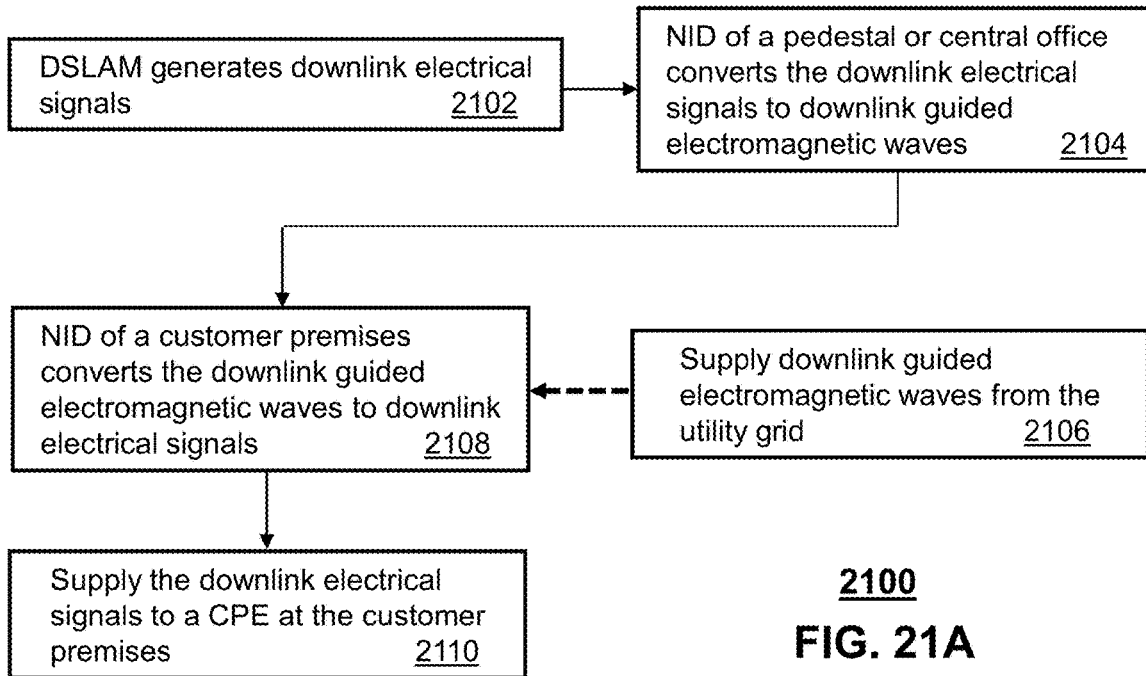 DSLAM generates downlink electrical
signals 2102
NID of a pedestal or central office
converts the downlink electrical
signals to downlink guided
electromagnetic waves 2104
NID of a customer premises
converts the downlink guided
electromagnetic waves to downlink
electrical signals 2108
Supply downlink guided
electromagnetic waves from the
utility grid 2106
Supply the downlink electrical
signals to a CPE at the customer
premises 2110
2100
FIG. 21A